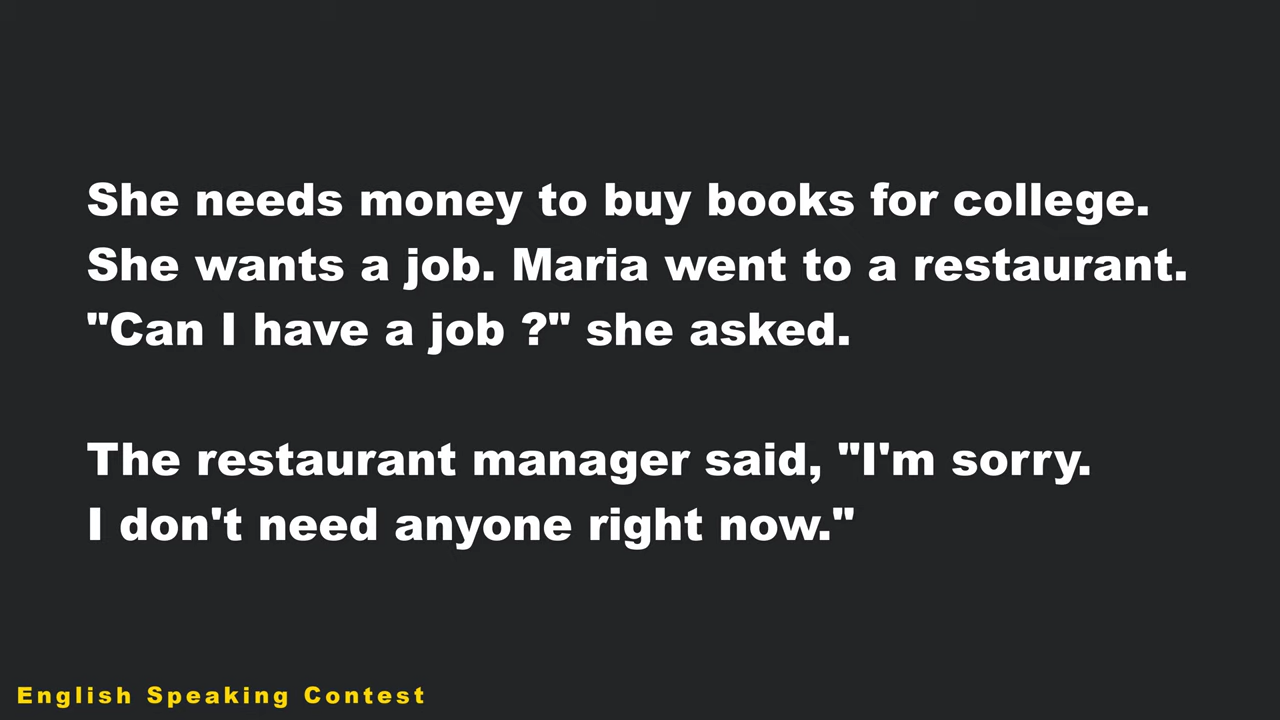 She needs money to buy books for college.
She wants a job. Maria went to a restaurant.
"Can I have a job ?" she asked.
The restaurant manager said, "I'm sorry.
I don't need anyone right now."
English Speaking Contest